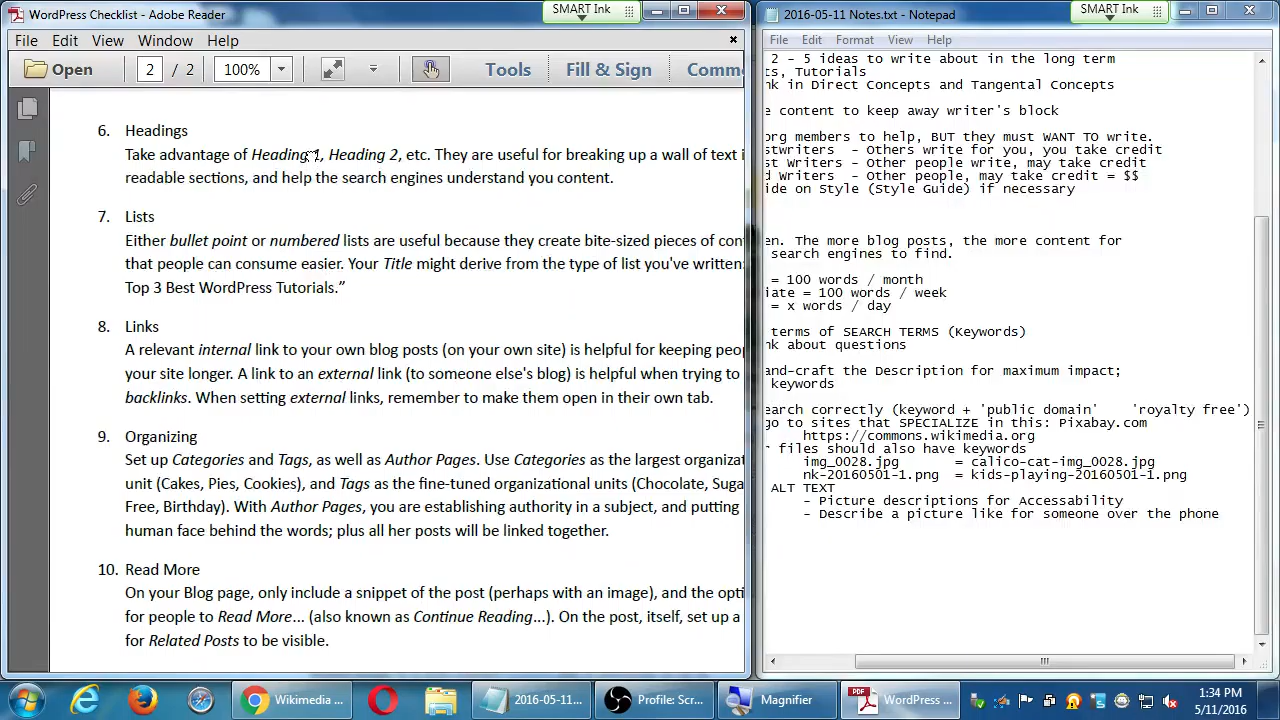 WordPress Checklist - Adobe Reader
SMART Ink
File Edit View Window Help
Open 2 / 2 100% Tools Fill & Sign Comm
6. Headings
Take advantage of Heading 1, Heading 2, etc. They are useful for breaking up a wall of text i
readable sections, and help the search engines understand you content.
7. Lists
Either bullet point or numbered lists are useful because they create bite-sized pieces of con
that people can consume easier. Your Title might derive from the type of list you've written:
Top 3 Best WordPress Tutorials.”
8. Links
A relevant internal link to your own blog posts (on your own site) is helpful for keeping peo
your site longer. A link to an external link (to someone else's blog) is helpful when trying to
backlinks. When setting external links, remember to make them open in their own tab.
9. Organizing
Set up Categories and Tags, as well as Author Pages. Use Categories as the largest organizat
unit (Cakes, Pies, Cookies), and Tags as the fine-tuned organizational units (Chocolate, Suga
Free, Birthday). With Author Pages, you are establishing authority in a subject, and putting
human face behind the words; plus all her posts will be linked together.
10. Read More
On your Blog page, only include a snippet of the post (perhaps with an image), and the opti
for people to Read More... (also known as Continue Reading...). On the post, itself, set up a
for Related Posts to be visible.
2016-05-11 Notes.txt - Notepad
SMART Ink
File Edit Format View Help
2 - 5 ideas to write about in the long term
ts, Tutorials
nk in Direct Concepts and Tangental Concepts
e content to keep away writer's block
org members to help, BUT they must WANT to write.
stwriters - Others write for you, you take credit
st Writers - Other people write, may take credit
d Writers - Other people, may take credit = $$
ide on Style (Style Guide) if necessary
en. The more blog posts, the more content for
search engines to find.
= 100 words / month
iate = 100 words / week
= x words / day
terms of SEARCH TERMS (Keywords)
nk about questions
and-craft the Description for maximum impact;
keywords
earch correctly (keyword + 'public domain' 'royalty free')
go to sites that SPECIALIZE in this: Pixabay.com
https://commons.wikimedia.org
r files should also have keywords
img_0028.jpg = calico-cat-img_0028.jpg
nk-20160501-1.png = kids-playing-20160501-1.png
ALT TEXT
- Picture descriptions for Accessability
- Describe a picture like for someone over the phone
Wikimedia ...
2016-05-11...
Profile: Scr...
Magnifier
WordPress ...
1:34 PM
5/11/2016